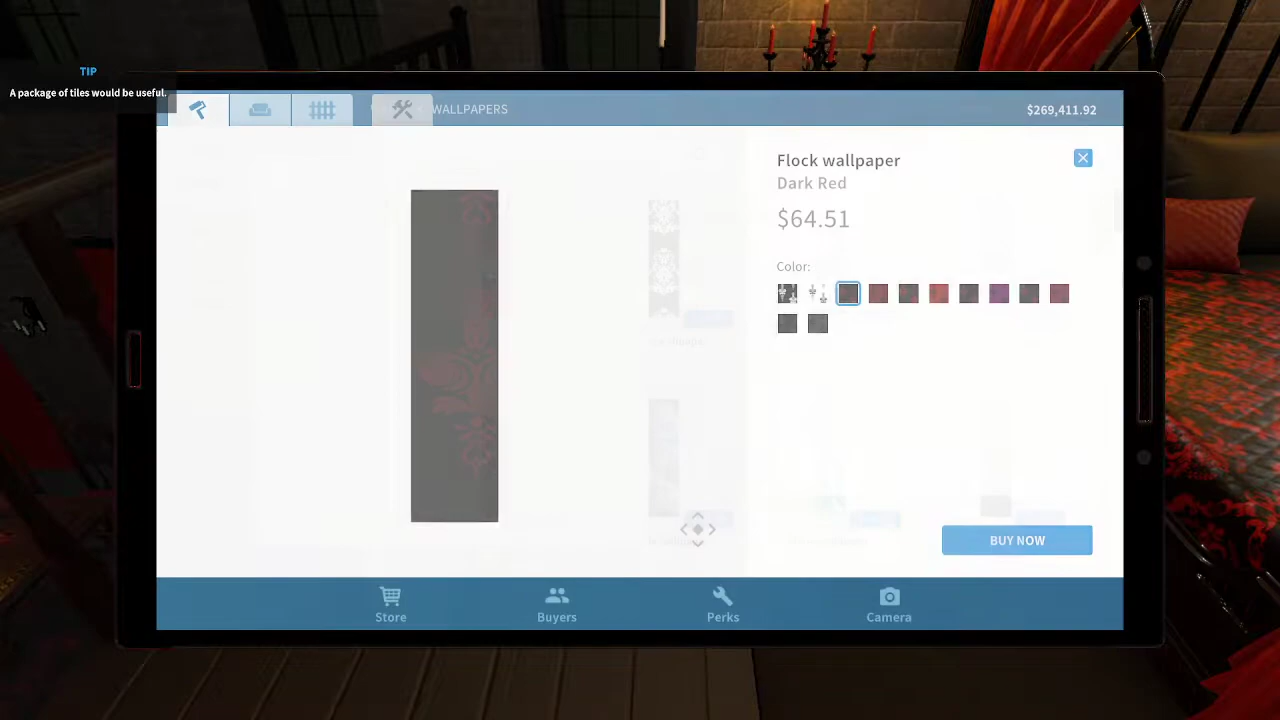 TIP
A package of tiles would be useful.
WALLPAPERS
$269,411.92
Flock wallpaper
Dark Red
$64.51
Color:
BUY NOW
Store
Buyers
Perks
Camera